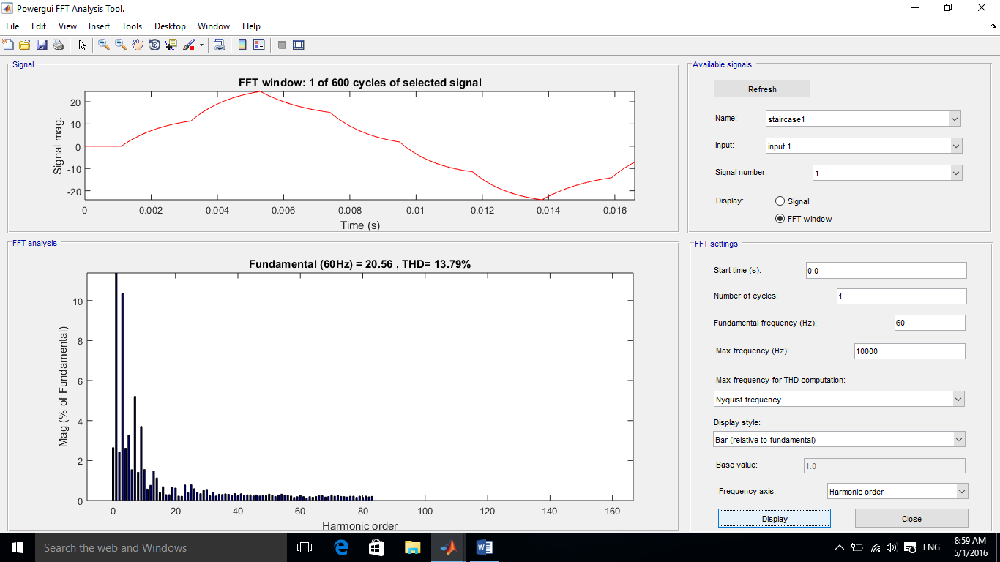 Powergui FFT Analysis Tool.
File Edit View Insert Tools Desktop Window Help
Signal
FFT window: 1 of 600 cycles of selected signal
20
10
0
-10
-20
Signal mag.
0 0.002 0.004 0.006 0.008 0.01 0.012 0.014 0.016
Time (s)
FFT analysis
Fundamental (60Hz) = 20.56 , THD= 13.79%
10
8
6
4
2
0
Mag (% of Fundamental)
0 20 40 60 80 100 120 140 160
Harmonic order
Available signals
Refresh
Name: staircase1
Input: input 1
Signal number: 1
Display: Signal
FFT window
FFT settings
Start time (s): 0.0
Number of cycles: 1
Fundamental frequency (Hz): 60
Max frequency (Hz): 10000
Max frequency for THD computation:
Nyquist frequency
Display style:
Bar (relative to fundamental)
Base value: 1.0
Frequency axis: Harmonic order
Display Close
Search the web and Windows
ENG
8:59 AM
5/1/2016